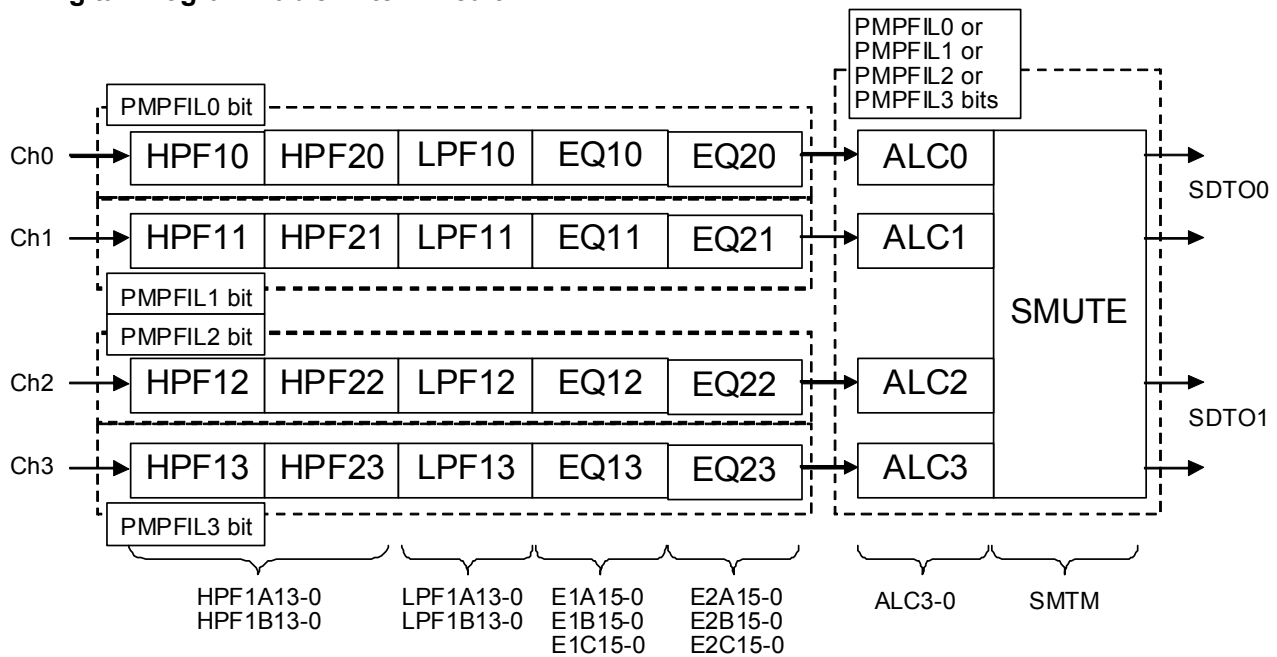 PMPFIL0 or
PMPFIL1 or
PMPFIL2 or
PMPFIL3 bits
PMPFIL0 bit
Ch0 HPF10 HPF20 LPF10 EQ10 EQ20 ALC0
SDTO0
Ch1 HPF11 HPF21 LPF11 EQ11 EQ21 ALC1
PMPFIL1 bit
SMUTE
PMPFIL2 bit
Ch2 HPF12 HPF22 LPF12 EQ12 EQ22 ALC2
SDTO1
Ch3 HPF13 HPF23 LPF13 EQ13 EQ23 ALC3
PMPFIL3 bit
HPF1A13-0 LPF1A13-0 E1A15-0 E2A15-0 ALC3-0 SMTM
HPF1B13-0 LPF1B13-0 E1B15-0 E2B15-0
E1C15-0 E2C15-0